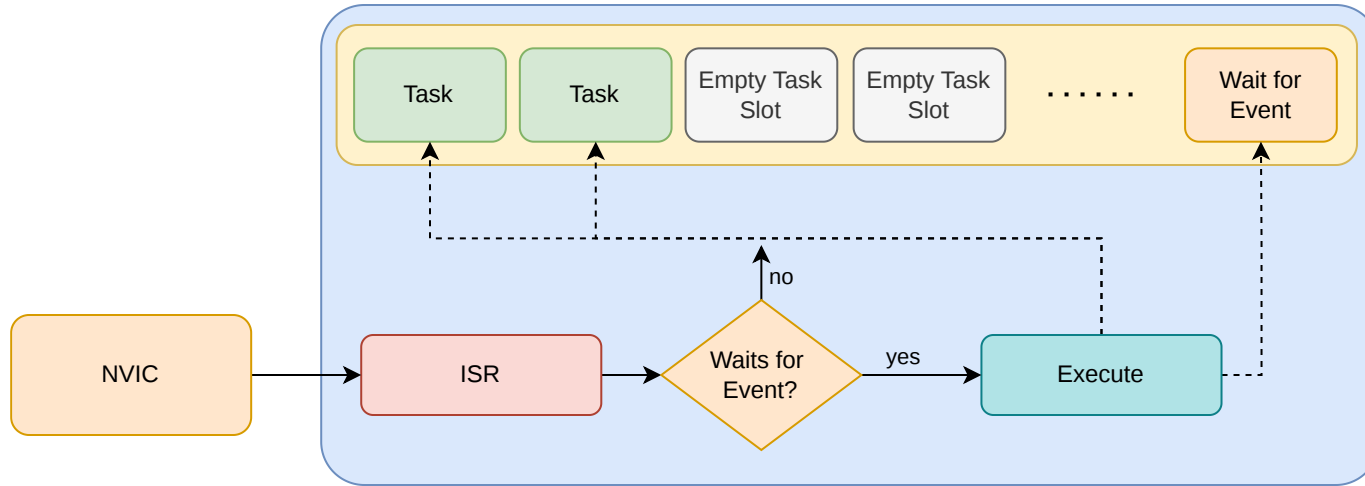 Task
Task
Empty Task
Slot
Empty Task
Slot
......
Wait for
Event
no
NVIC
ISR
Waits for
Event?
yes
Execute